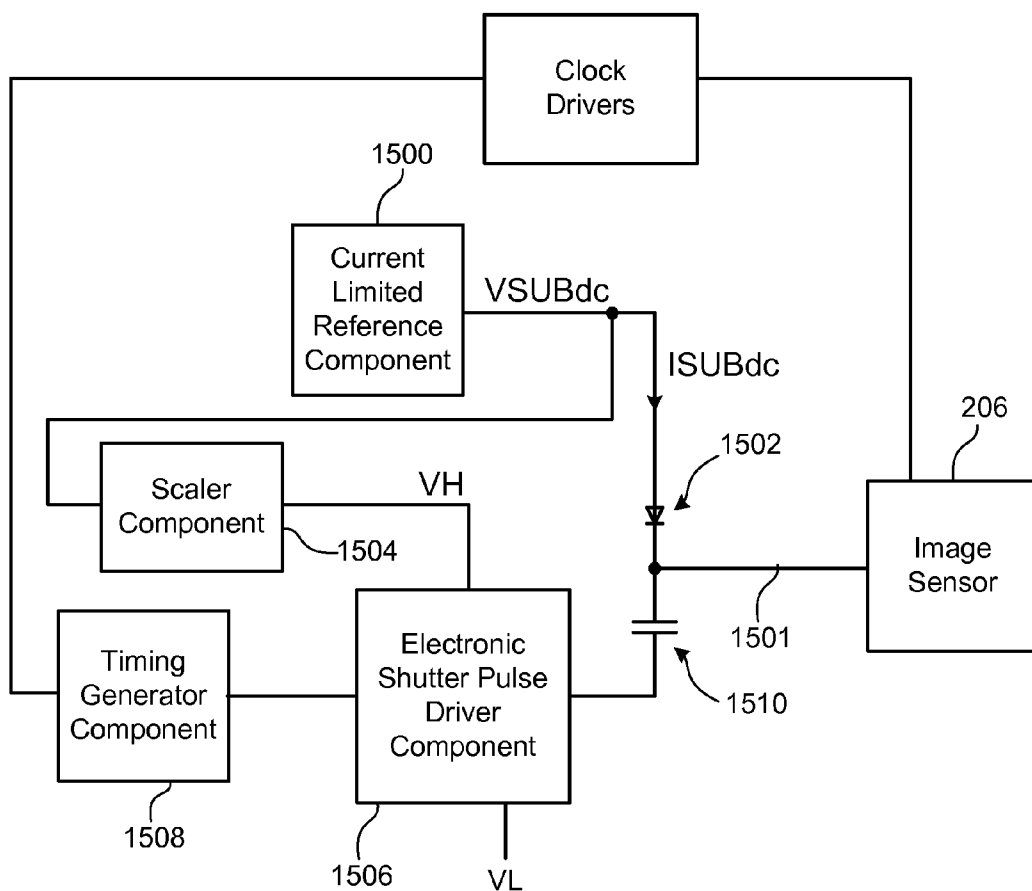 Clock
Drivers
1500
Current
Limited
Reference
Component
VSUBdc
ISUBdc
206
1502
Scaler
Component
VH
1504
Image
Sensor
1501
Timing
Generator
Component
Electronic
Shutter Pulse
Driver
Component
1510
1508
1506
VL